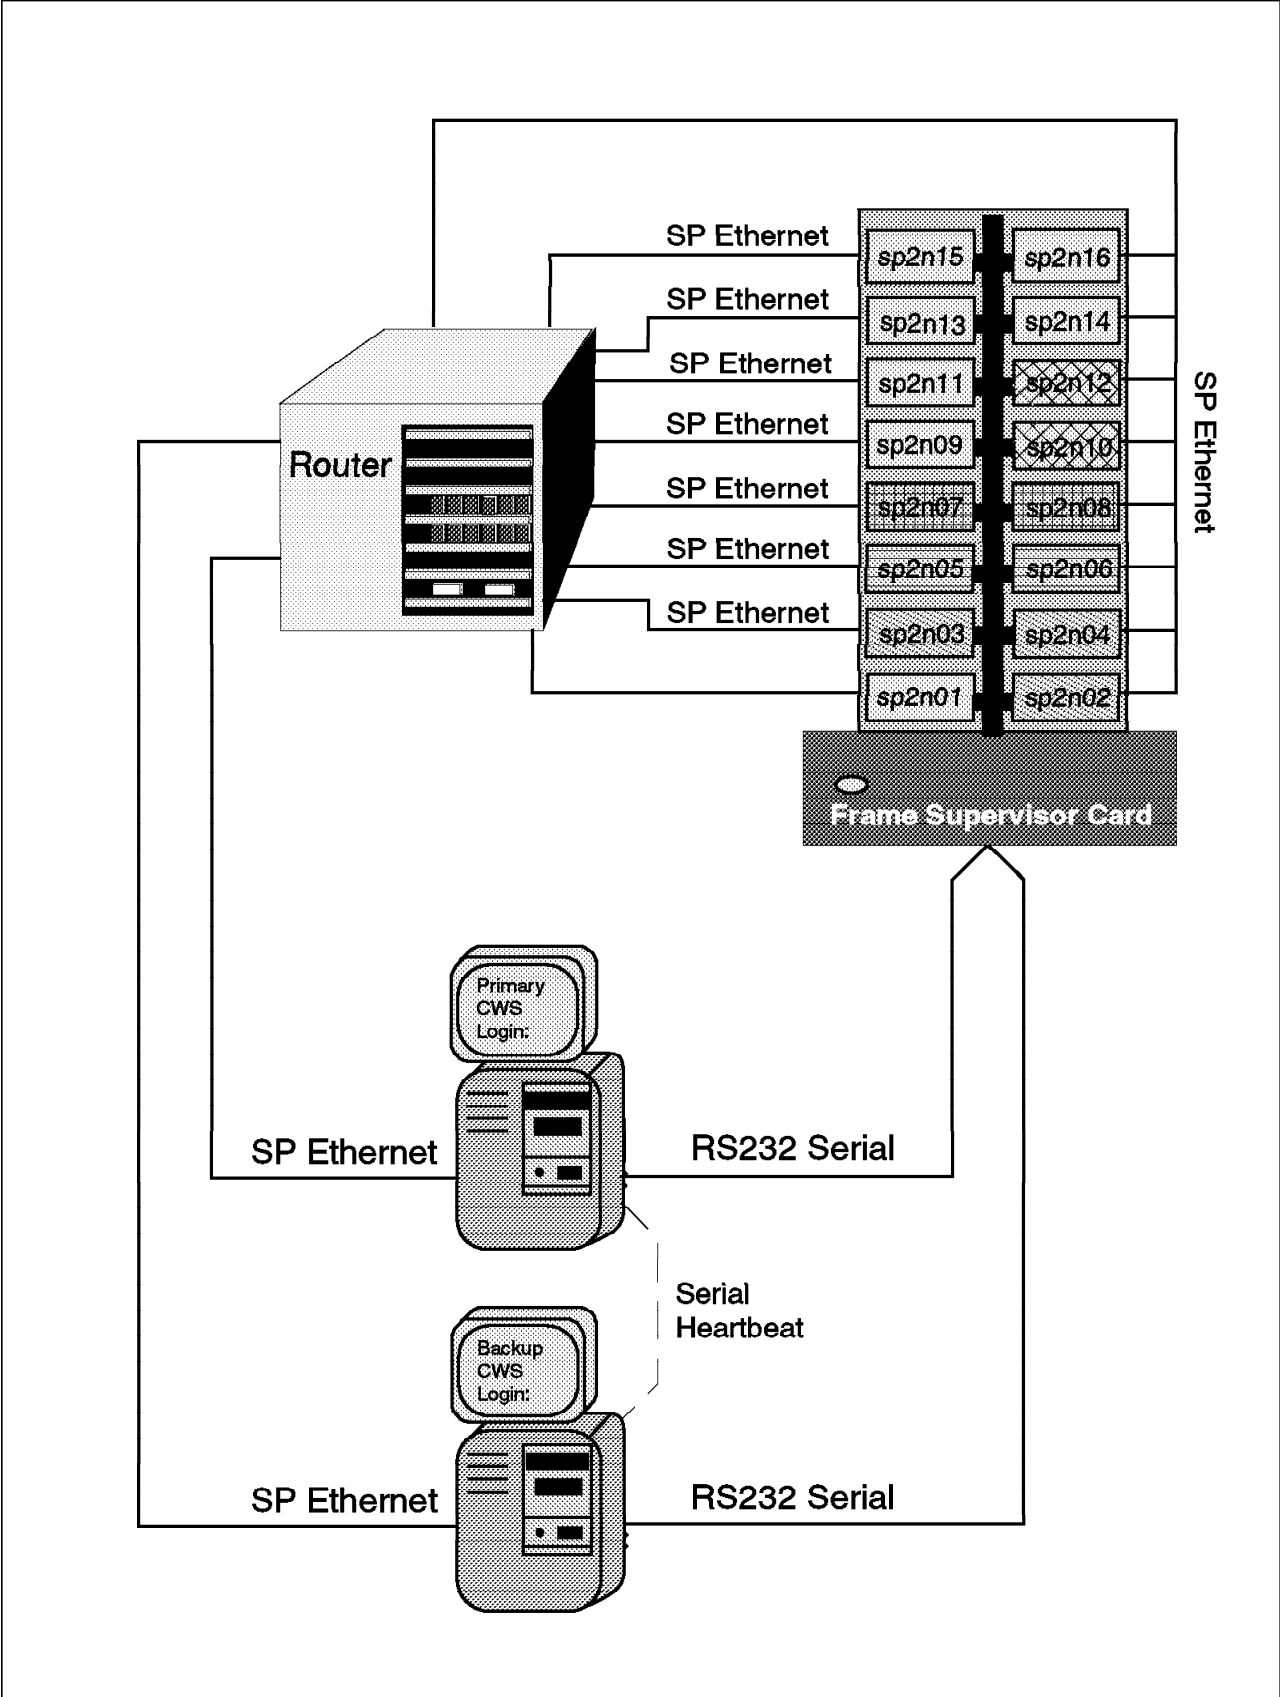 SP Ethernet
sp2n15
sp2n16
SP Ethernet
sp2n13
sp2n14
SP Ethernet
sp2n11
sp2n12
SP Ethernet
sp2n09
sp2n10
SP Ethernet
sp2n07
sp2n08
SP Ethernet
sp2n05
sp2n06
SP Ethernet
sp2n03
sp2n04
sp2n01
sp2n02
SP Ethernet
Router
Frame Supervisor Card
Primary
CWS
Login:
SP Ethernet
RS232 Serial
Serial
Heartbeat
Backup
CWS
Login:
SP Ethernet
RS232 Serial